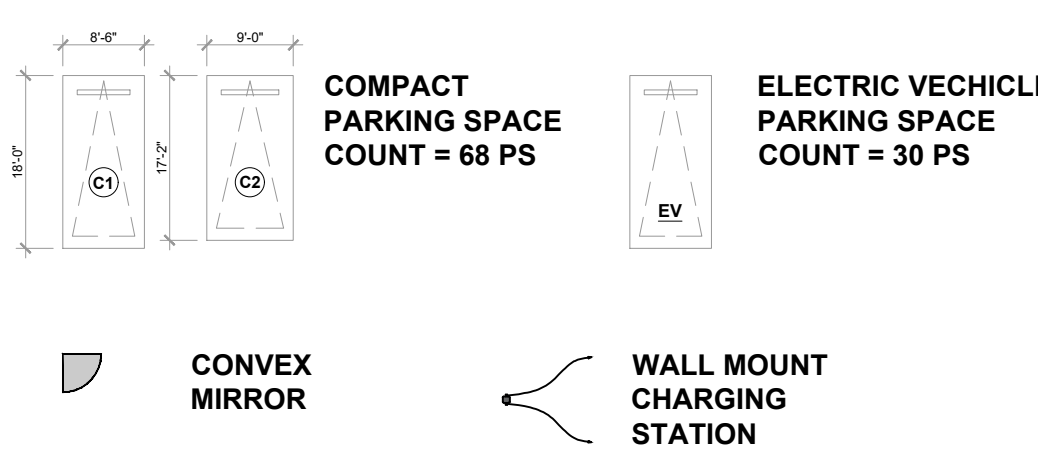 8'-6"
9'-0"
18'-0"
17'-2"
C1
C2
COMPACT
PARKING SPACE
COUNT = 68 PS
EV
ELECTRIC VECHICLE
PARKING SPACE
COUNT = 30 PS
CONVEX
MIRROR
WALL MOUNT
CHARGING
STATION